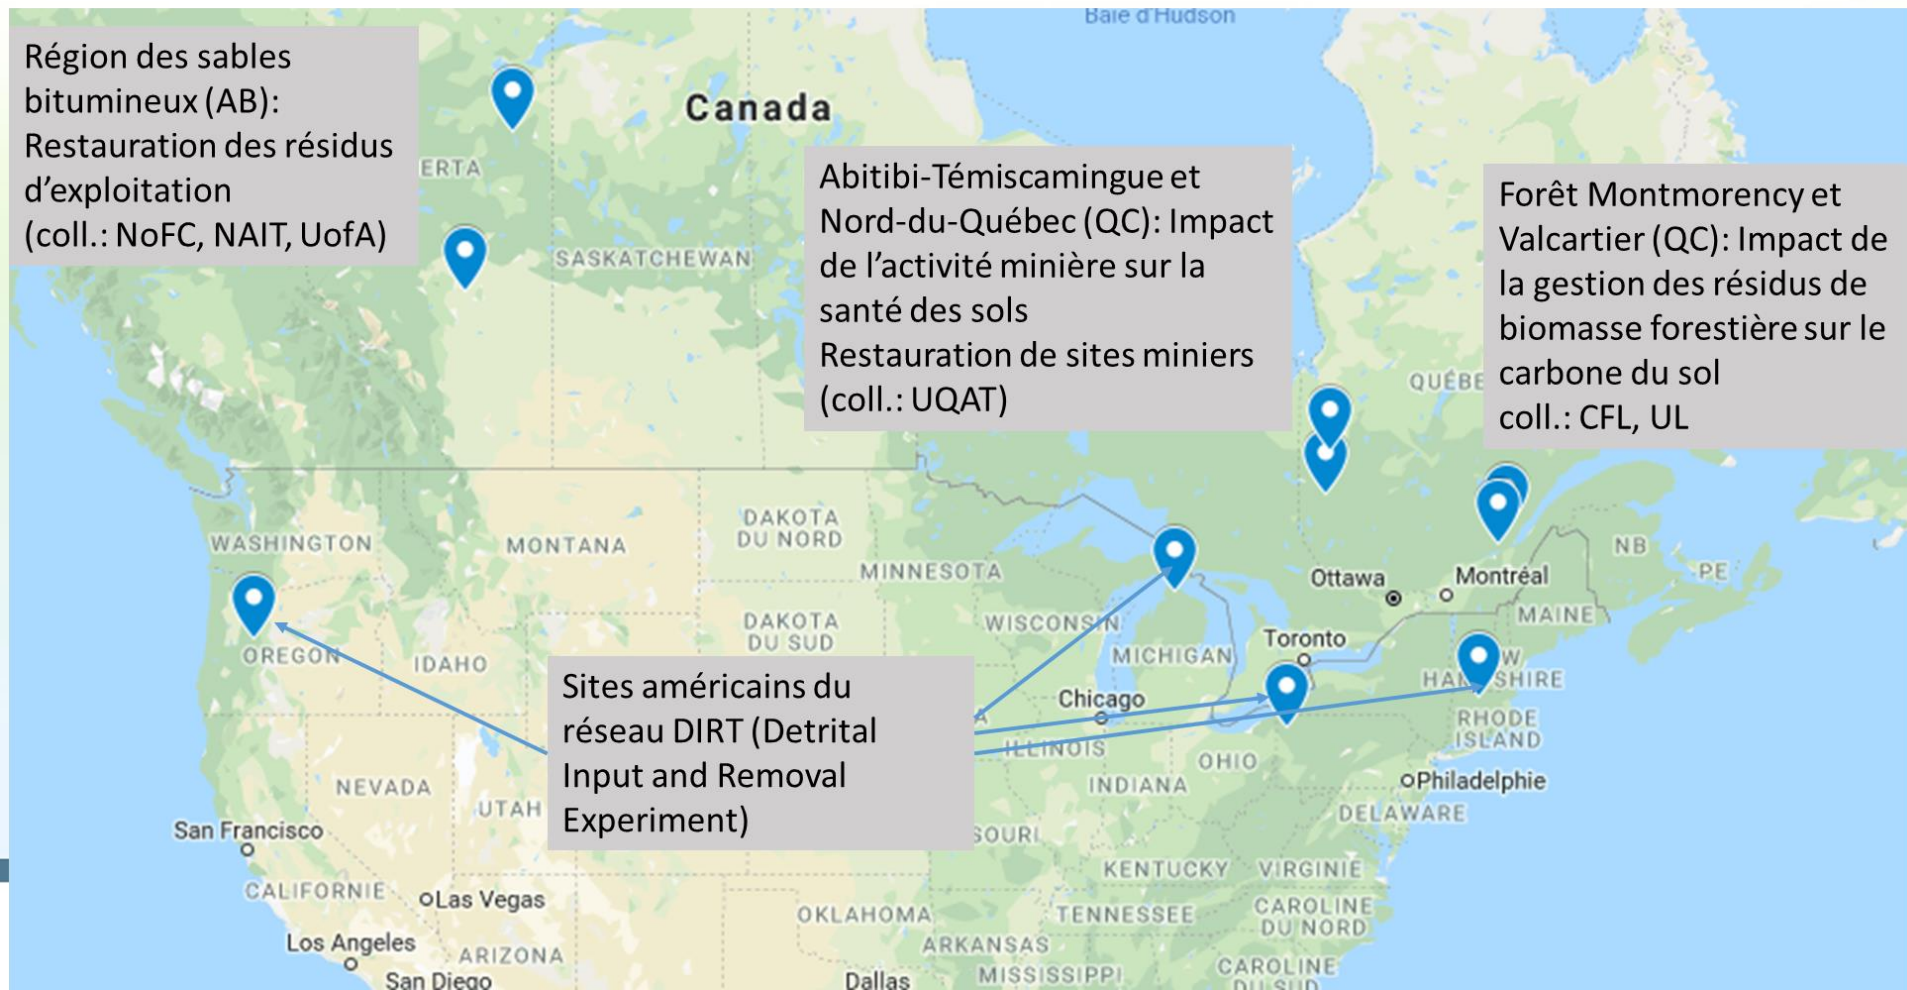 Baie d'Hudson
Région des sables
bitumineux (AB):
Restauration des résidus
d'exploitation
(coll.: NoFC, NAIT, UofA)
Canada
ERTA
SASKATCHEWAN
Abitibi-Témiscamingue et
Nord-du-Québec (QC): Impact
de l'activité minière sur la
santé des sols
Restauration de sites miniers
(coll.: UQAT)
Forêt Montmorency et
Valcartier (QC): Impact de
la gestion des résidus de
biomasse forestière sur le
carbone du sol
coll.: CFL, UL
QUÉBE
WASHINGTON
MONTANA
DAKOTA
DU NORD
MINNESOTA
Ottawa
Montréal
NB
PE
MAINE
OREGON
IDAHO
DAKOTA
DU SUD
WISCONSIN
MICHIGAN
Toronto
W
HAMPSHIRE
Sites américains du
réseau DIRT (Detrital
Input and Removal
Experiment)
Chicago
A
ILLINOIS
INDIANA
OHIO
RHODE
ISLAND
Philadelphie
DELAWARE
NEVADA
UTAH
San Francisco
SOURI
KENTUCKY
VIRGINIE
CALIFORNIE
Las Vegas
OKLAHOMA
TENNESSEE
CAROLINE
DU NORD
Los Angeles
ARIZONA
ARKANSAS
MISSISSIPPI
San Diego
Dallas
CAROLINE
DU SUD